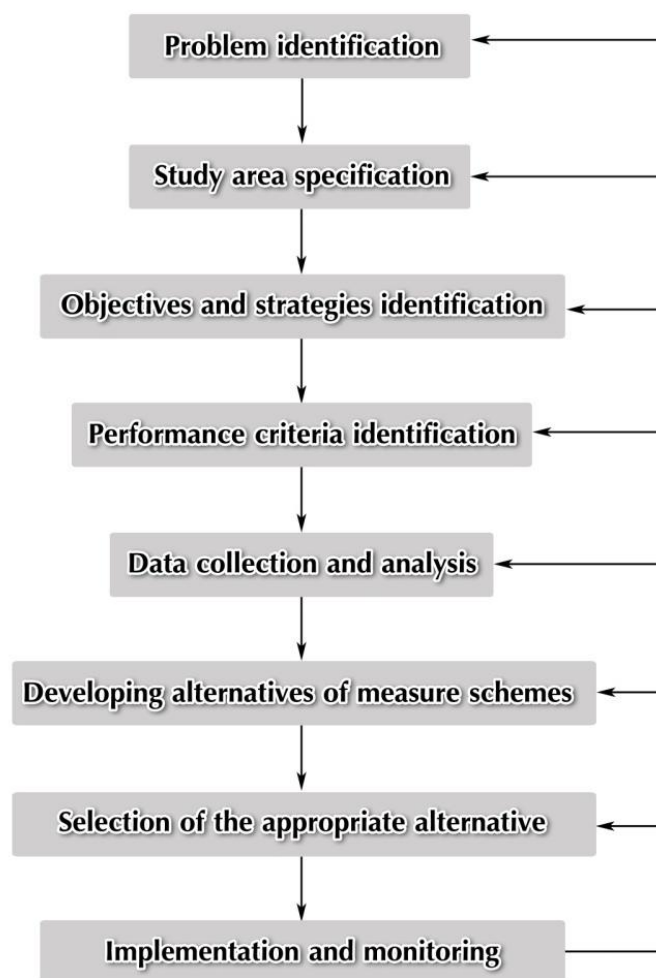 Problem identification
Study area specification
Objectives and strategies identification
Performance criteria identification
Data collection and analysis
Developing alternatives of measure schemes
Selection of the appropriate alternative
Implementation and monitoring